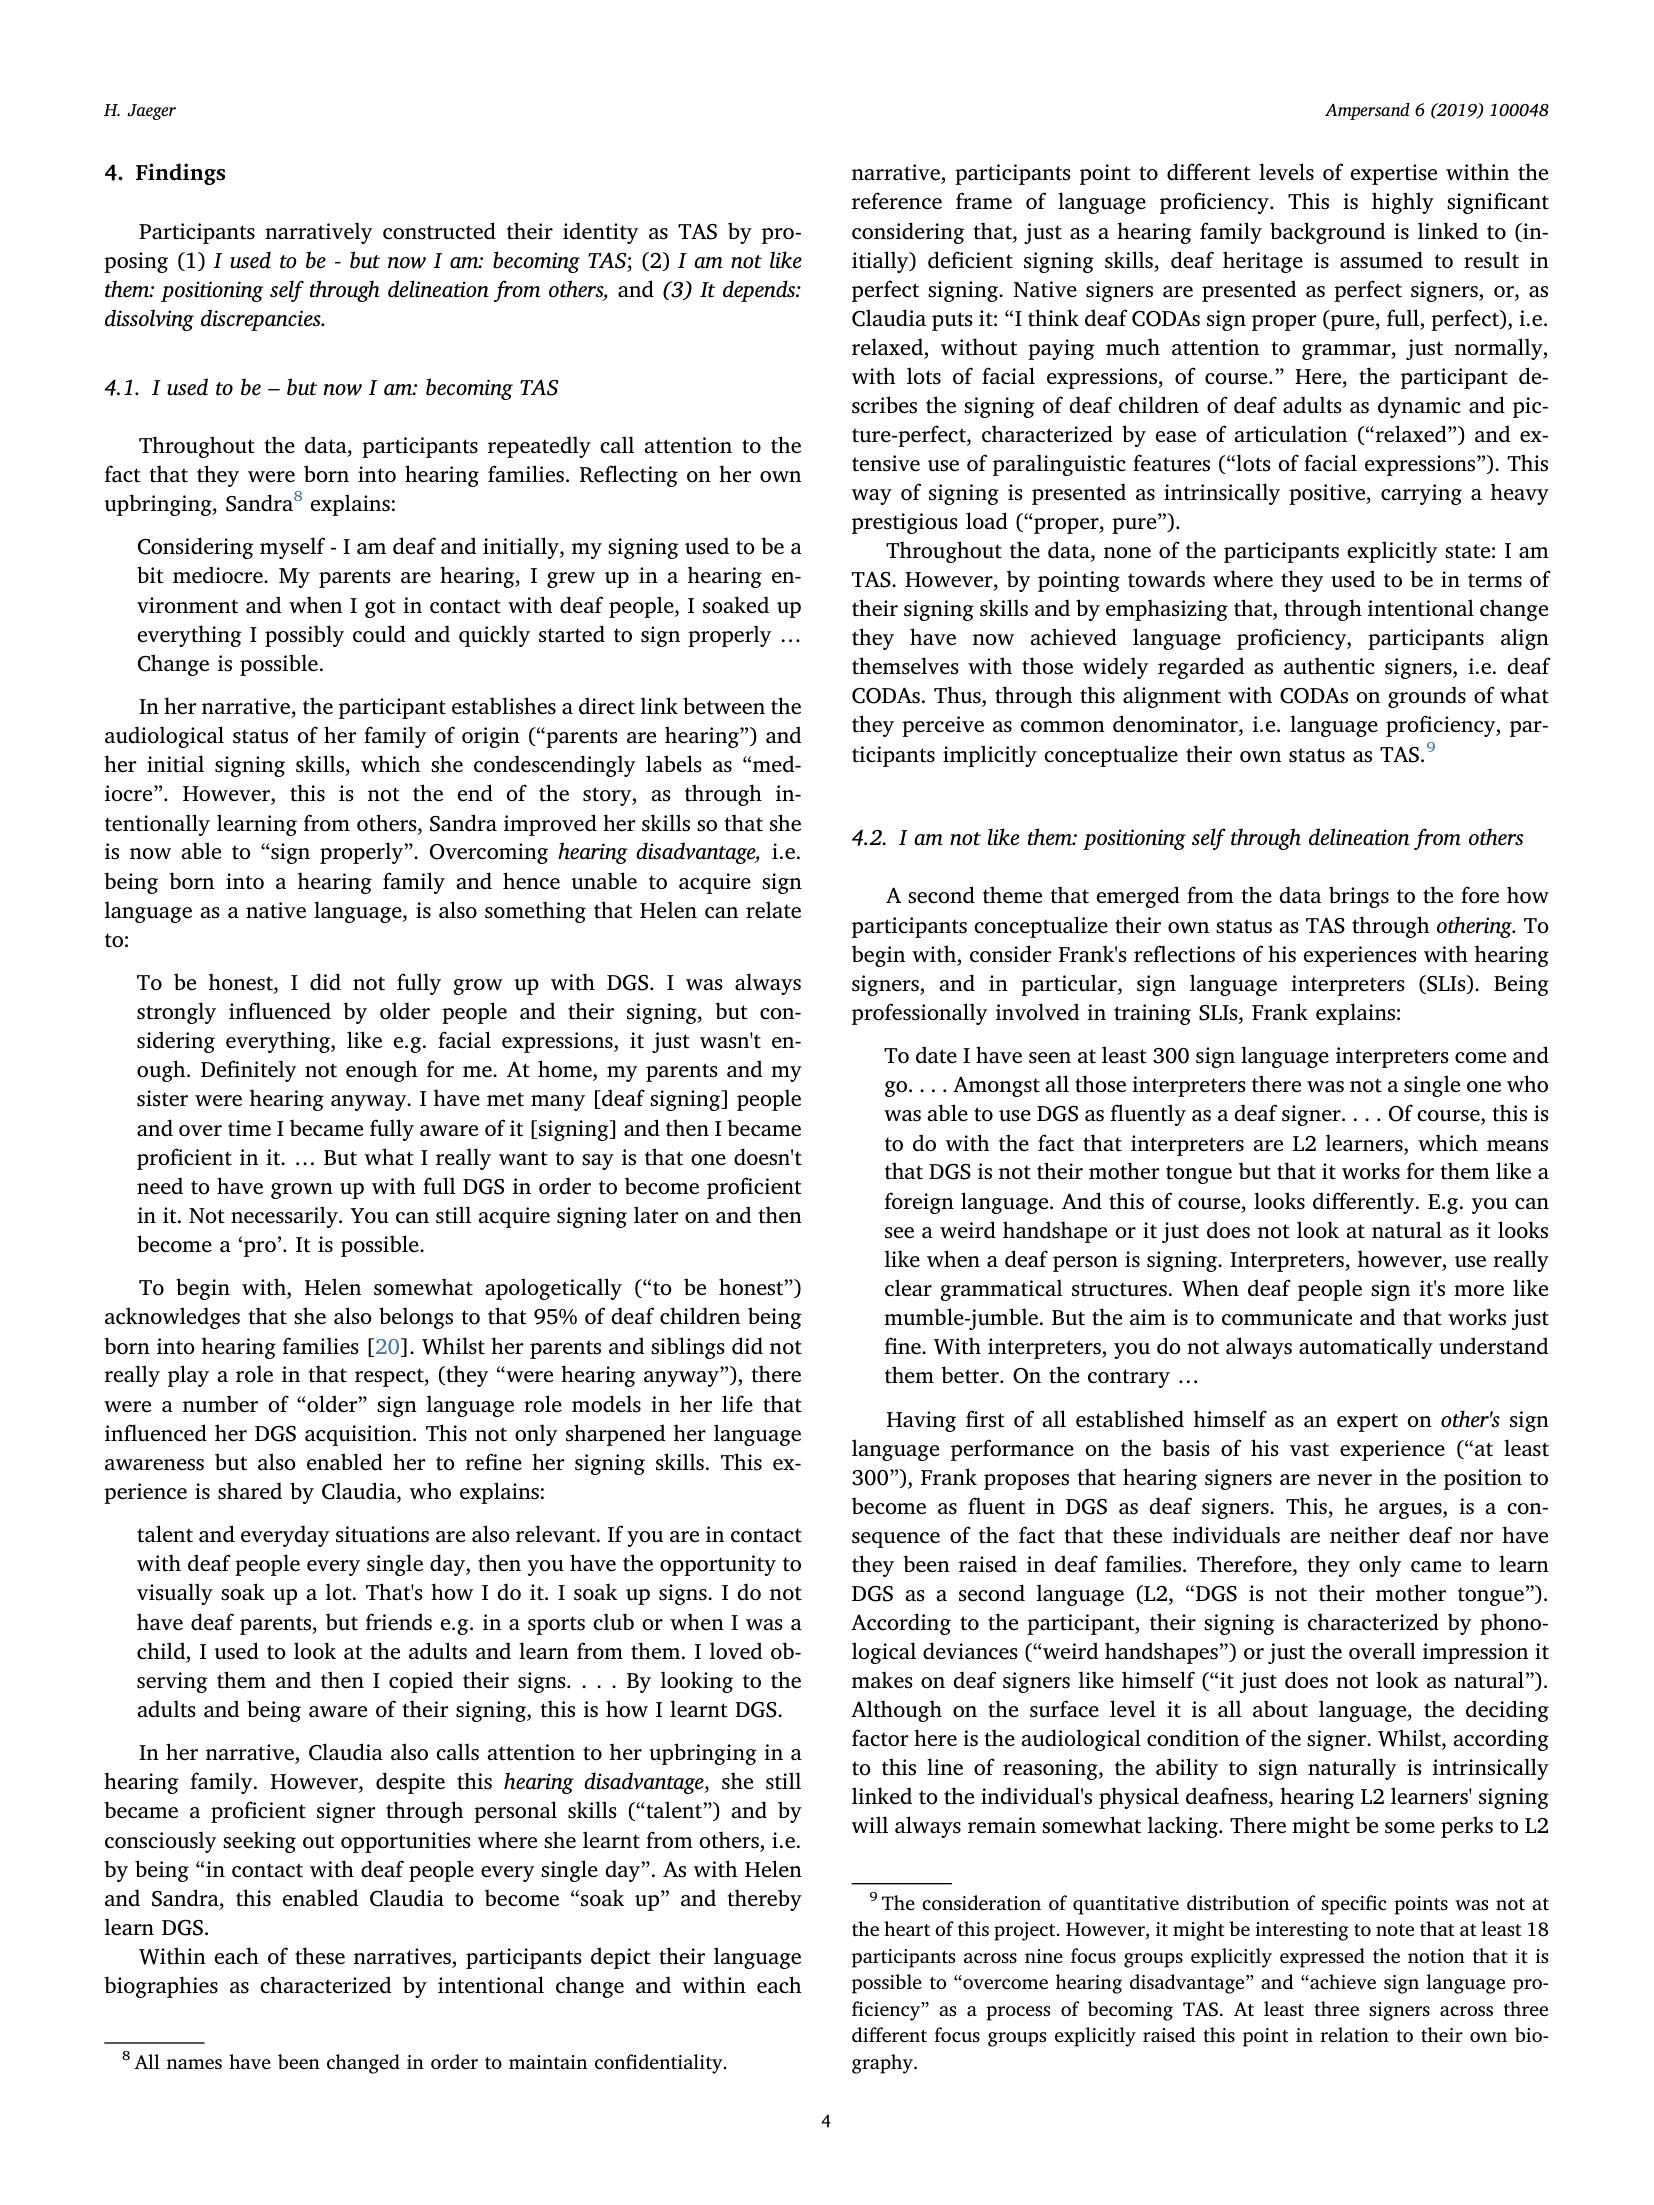 H. Jaeger
Ampersand 6 (2019) 100048
4. Findings
Participants narratively constructed their identity as TAS by pro-
posing (1) I used to be - but now I am: becoming TAS; (2) I am not like
them: positioning self through delineation from others, and (3) It depends:
dissolving discrepancies.
4.1. I used to be – but now I am: becoming TAS
Throughout the data, participants repeatedly call attention to the
fact that they were born into hearing families. Reflecting on her own
upbringing, Sandra8 explains:
Considering myself - I am deaf and initially, my signing used to be a
bit mediocre. My parents are hearing, I grew up in a hearing en-
vironment and when I got in contact with deaf people, I soaked up
everything I possibly could and quickly started to sign properly …
Change is possible.
In her narrative, the participant establishes a direct link between the
audiological status of her family of origin (“parents are hearing”) and
her initial signing skills, which she condescendingly labels as “med-
iocre”. However, this is not the end of the story, as through in-
tentionally learning from others, Sandra improved her skills so that she
is now able to “sign properly”. Overcoming hearing disadvantage, i.e.
being born into a hearing family and hence unable to acquire sign
language as a native language, is also something that Helen can relate
to:
To be honest, I did not fully grow up with DGS. I was always
strongly influenced by older people and their signing, but con-
sidering everything, like e.g. facial expressions, it just wasn't en-
ough. Definitely not enough for me. At home, my parents and my
sister were hearing anyway. I have met many [deaf signing] people
and over time I became fully aware of it [signing] and then I became
proficient in it. … But what I really want to say is that one doesn't
need to have grown up with full DGS in order to become proficient
in it. Not necessarily. You can still acquire signing later on and then
become a ‘pro’. It is possible.
To begin with, Helen somewhat apologetically (“to be honest”)
acknowledges that she also belongs to that 95% of deaf children being
born into hearing families [20]. Whilst her parents and siblings did not
really play a role in that respect, (they “were hearing anyway”), there
were a number of “older” sign language role models in her life that
influenced her DGS acquisition. This not only sharpened her language
awareness but also enabled her to refine her signing skills. This ex-
perience is shared by Claudia, who explains:
talent and everyday situations are also relevant. If you are in contact
with deaf people every single day, then you have the opportunity to
visually soak up a lot. That's how I do it. I soak up signs. I do not
have deaf parents, but friends e.g. in a sports club or when I was a
child, I used to look at the adults and learn from them. I loved ob-
serving them and then I copied their signs. . . . By looking to the
adults and being aware of their signing, this is how I learnt DGS.
In her narrative, Claudia also calls attention to her upbringing in a
hearing family. However, despite this hearing disadvantage, she still
became a proficient signer through personal skills (“talent”) and by
consciously seeking out opportunities where she learnt from others, i.e.
by being “in contact with deaf people every single day”. As with Helen
and Sandra, this enabled Claudia to become “soak up” and thereby
learn DGS.
Within each of these narratives, participants depict their language
biographies as characterized by intentional change and within each
8 All names have been changed in order to maintain confidentiality.
narrative, participants point to different levels of expertise within the
reference frame of language proficiency. This is highly significant
considering that, just as a hearing family background is linked to (in-
itially) deficient signing skills, deaf heritage is assumed to result in
perfect signing. Native signers are presented as perfect signers, or, as
Claudia puts it: “I think deaf CODAs sign proper (pure, full, perfect), i.e.
relaxed, without paying much attention to grammar, just normally,
with lots of facial expressions, of course.” Here, the participant de-
scribes the signing of deaf children of deaf adults as dynamic and pic-
ture-perfect, characterized by ease of articulation (“relaxed”) and ex-
tensive use of paralinguistic features (“lots of facial expressions”). This
way of signing is presented as intrinsically positive, carrying a heavy
prestigious load (“proper, pure”).
Throughout the data, none of the participants explicitly state: I am
TAS. However, by pointing towards where they used to be in terms of
their signing skills and by emphasizing that, through intentional change
they have now achieved language proficiency, participants align
themselves with those widely regarded as authentic signers, i.e. deaf
CODAs. Thus, through this alignment with CODAs on grounds of what
they perceive as common denominator, i.e. language proficiency, par-
ticipants implicitly conceptualize their own status as TAS.9
4.2. I am not like them: positioning self through delineation from others
A second theme that emerged from the data brings to the fore how
participants conceptualize their own status as TAS through othering. To
begin with, consider Frank's reflections of his experiences with hearing
signers, and in particular, sign language interpreters (SLIs). Being
professionally involved in training SLIs, Frank explains:
To date I have seen at least 300 sign language interpreters come and
go. . . . Amongst all those interpreters there was not a single one who
was able to use DGS as fluently as a deaf signer. . . . Of course, this is
to do with the fact that interpreters are L2 learners, which means
that DGS is not their mother tongue but that it works for them like a
foreign language. And this of course, looks differently. E.g. you can
see a weird handshape or it just does not look at natural as it looks
like when a deaf person is signing. Interpreters, however, use really
clear grammatical structures. When deaf people sign it's more like
mumble-jumble. But the aim is to communicate and that works just
fine. With interpreters, you do not always automatically understand
them better. On the contrary …
Having first of all established himself as an expert on other's sign
language performance on the basis of his vast experience (“at least
300”), Frank proposes that hearing signers are never in the position to
become as fluent in DGS as deaf signers. This, he argues, is a con-
sequence of the fact that these individuals are neither deaf nor have
they been raised in deaf families. Therefore, they only came to learn
DGS as a second language (L2, “DGS is not their mother tongue”).
According to the participant, their signing is characterized by phono-
logical deviances (“weird handshapes”) or just the overall impression it
makes on deaf signers like himself (“it just does not look as natural”).
Although on the surface level it is all about language, the deciding
factor here is the audiological condition of the signer. Whilst, according
to this line of reasoning, the ability to sign naturally is intrinsically
linked to the individual's physical deafness, hearing L2 learners' signing
will always remain somewhat lacking. There might be some perks to L2
9 The consideration of quantitative distribution of specific points was not at
the heart of this project. However, it might be interesting to note that at least 18
participants across nine focus groups explicitly expressed the notion that it is
possible to “overcome hearing disadvantage” and “achieve sign language pro-
ficiency” as a process of becoming TAS. At least three signers across three
different focus groups explicitly raised this point in relation to their own bio-
graphy.
4